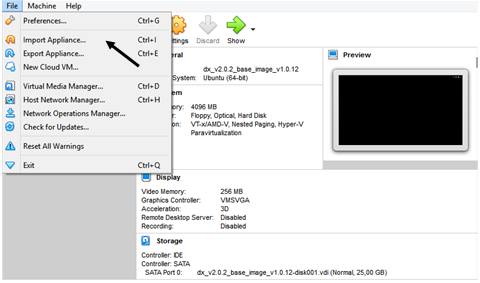 File Machine Help
Preferences... Ctrl+G
Import Appliance... Ctrl+I
Export Appliance... Ctrl+E
New Cloud VM...
Virtual Media Manager... Ctrl+D
Host Network Manager... Ctrl+H
Network Operations Manager...
Check for Updates...
Reset All Warnings
Exit Ctrl+Q
ttings Discard Show
eral
dx_v2.0.2_base_image_v1.0.12
System: Ubuntu (64-bit)
em
ory: 4096 MB
er: Floppy, Optical, Hard Disk
ion: VT-x/AMD-V, Nested Paging, Hyper-V
Paravirtualization
Preview
Display
Video Memory: 256 MB
Graphics Controller: VMSVGA
Acceleration: 3D
Remote Desktop Server: Disabled
Recording: Disabled
Storage
Controller: IDE
Controller: SATA
SATA Port 0: dx_v2.0.2_base_image_v1.0.12-disk001.vdi (Normal, 25,00 GB)